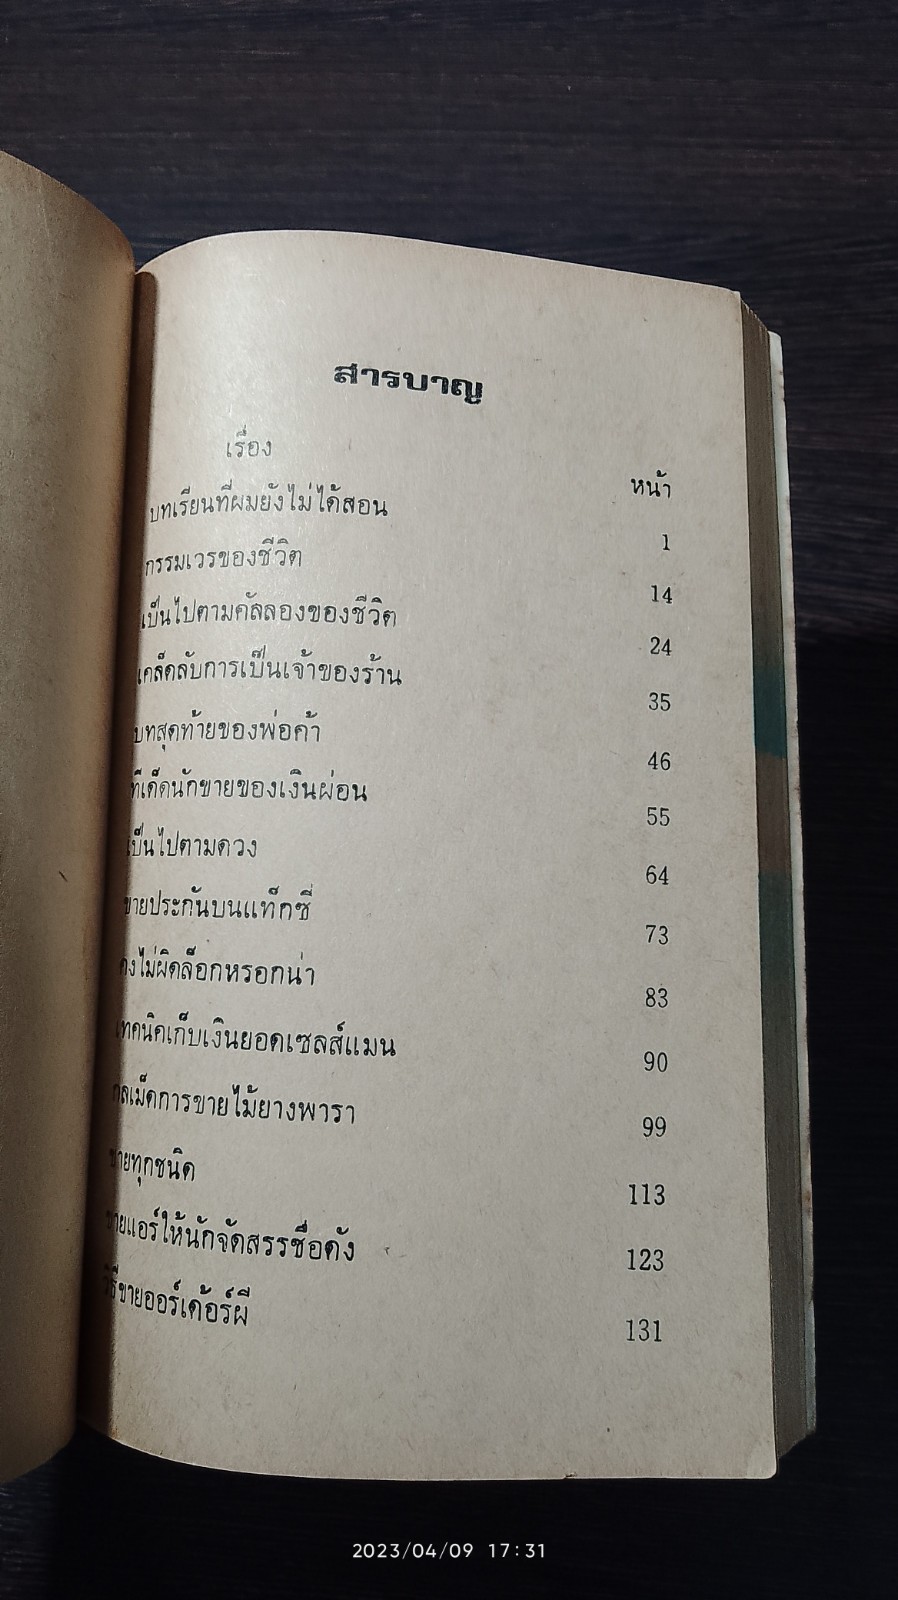 สารบาญ
เรื่อง
หน้า
บทเรียนที่ผมยังไม่ได้สอน 1
กรรมเวรของชีวิต 14
เป็นไปตามคัลลองของชีวิต 24
เคล็ดลับการเป็นเจ้าของร้าน 35
บทสุดท้ายของพ่อค้า 46
ทีเด็ดนักขายของเงินผ่อน 55
เป็นไปตามดวง 64
ขายประกันบนแท็กซี่ 73
คงไม่ผิดล็อกหรอกน่า 83
เทคนิคเก็บเงินยอดเซลส์แมน 90
กลเม็ดการขายไม้ยางพารา 99
ขายทุกชนิด 113
ขายแอร์ให้นักจัดสรรชื่อดัง 123
วิธีขายออร์เด้อร์ผี 131
2023/04/09 17:31